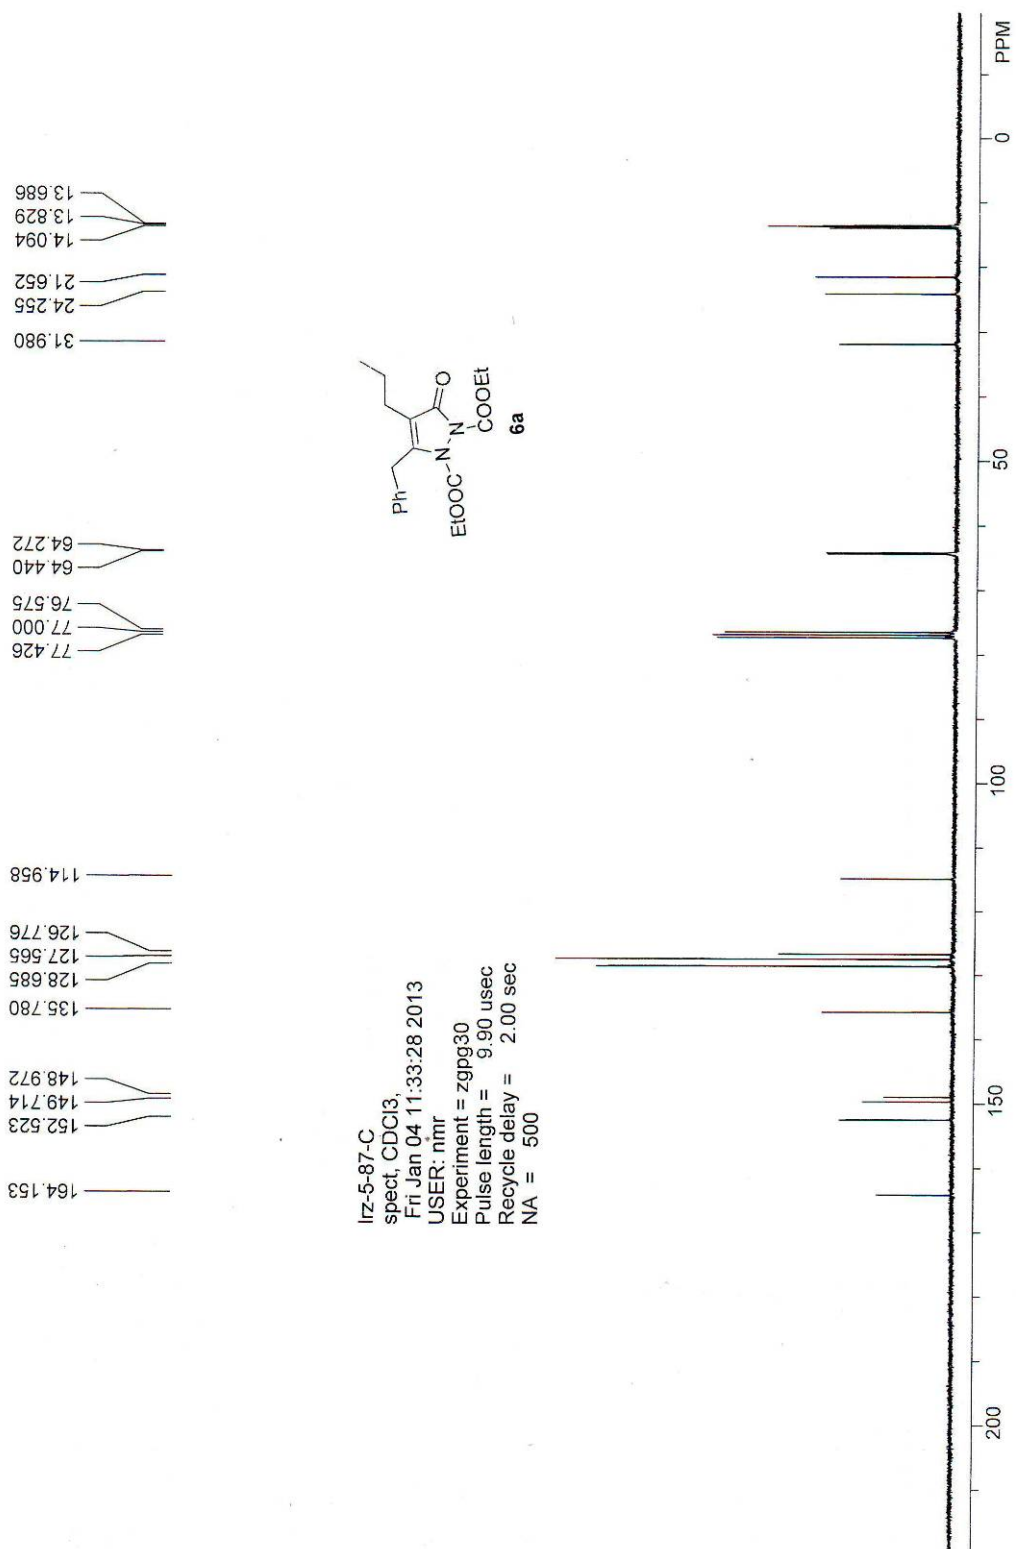 lrz-5-87-C
spect, CDCl3,
Fri Jan 04 11:33:28 2013
USER: nmr
Experiment = zgpg30
Pulse length = 9.90 usec
Recycle delay = 2.00 sec
NA = 500
164.153
152.523
149.714
148.972
135.780
128.685
127.565
126.776
114.958
77.426
77.000
76.575
64.440
64.272
31.980
24.255
21.652
14.094
13.829
13.686
Ph
O
N
N
EtOOC
COOEt
6a
200
150
100
50
0
PPM